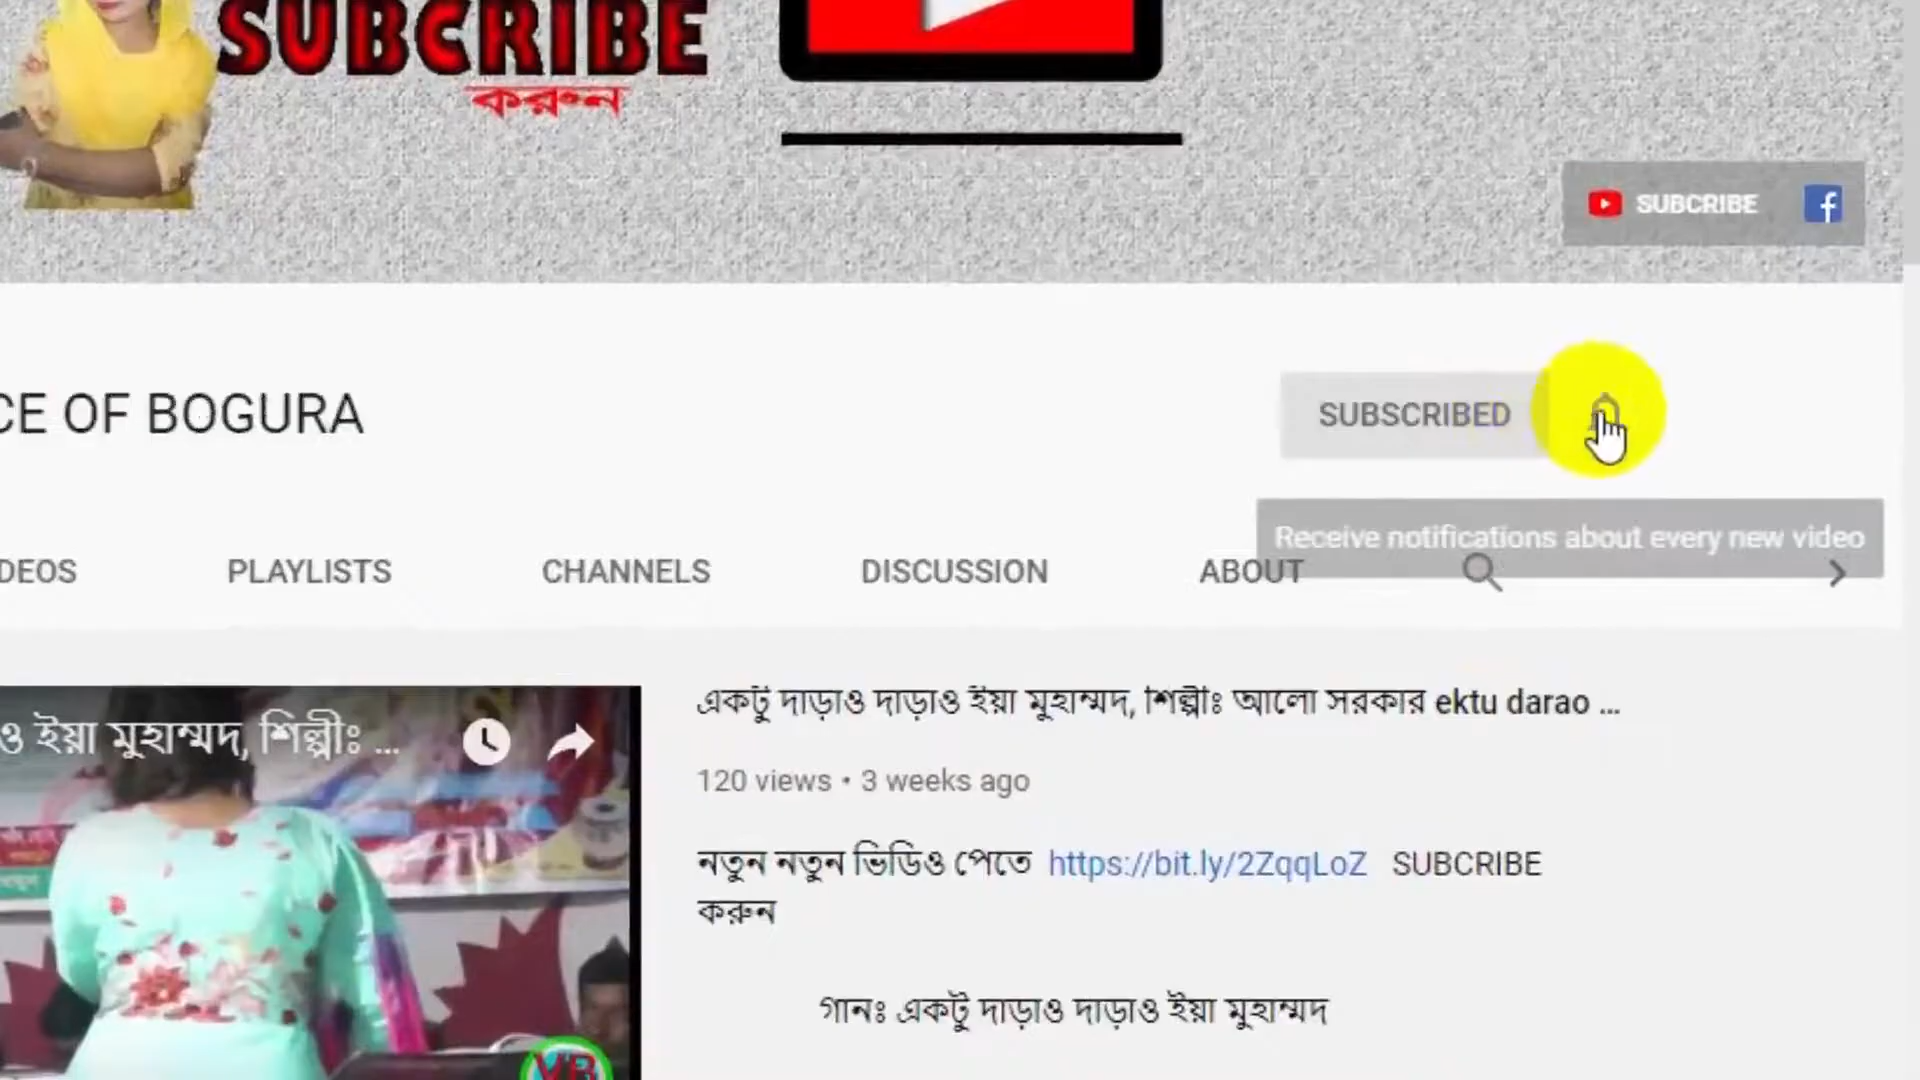 SUBCRIBE
করুন
SUBSCRIBE
CE OF BOGURA
SUBSCRIBED
Receive notifications about every new video
DEOS PLAYLISTS CHANNELS DISCUSSION ABOUT
একটু দাড়াও দাড়াও ইয়া মুহাম্মদ, শিল্পীঃ আলো সরকার ektu darao ...
ও ইয়া মুহাম্মদ, শিল্পীঃ ...
120 views • 3 weeks ago
নতুন নতুন ভিডিও পেতে https://bit.ly/2ZqqLoZ SUBCRIBE
করুন
গানঃ একটু দাড়াও দাড়াও ইয়া মুহাম্মদ
VB